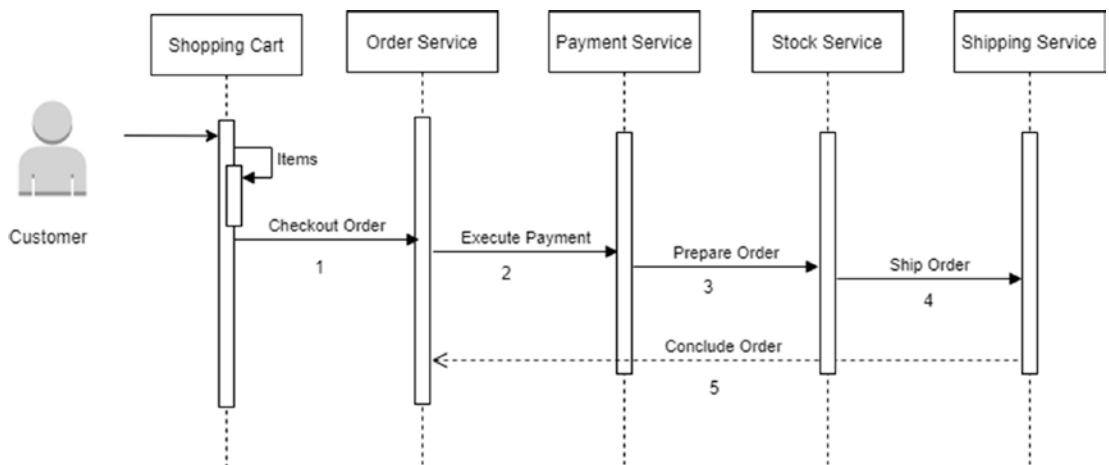 Shopping Cart
Order Service
Payment Service
Stock Service
Shipping Service
Items
Customer
Checkout Order
1
Execute Payment
2
Prepare Order
3
Ship Order
4
Conclude Order
5